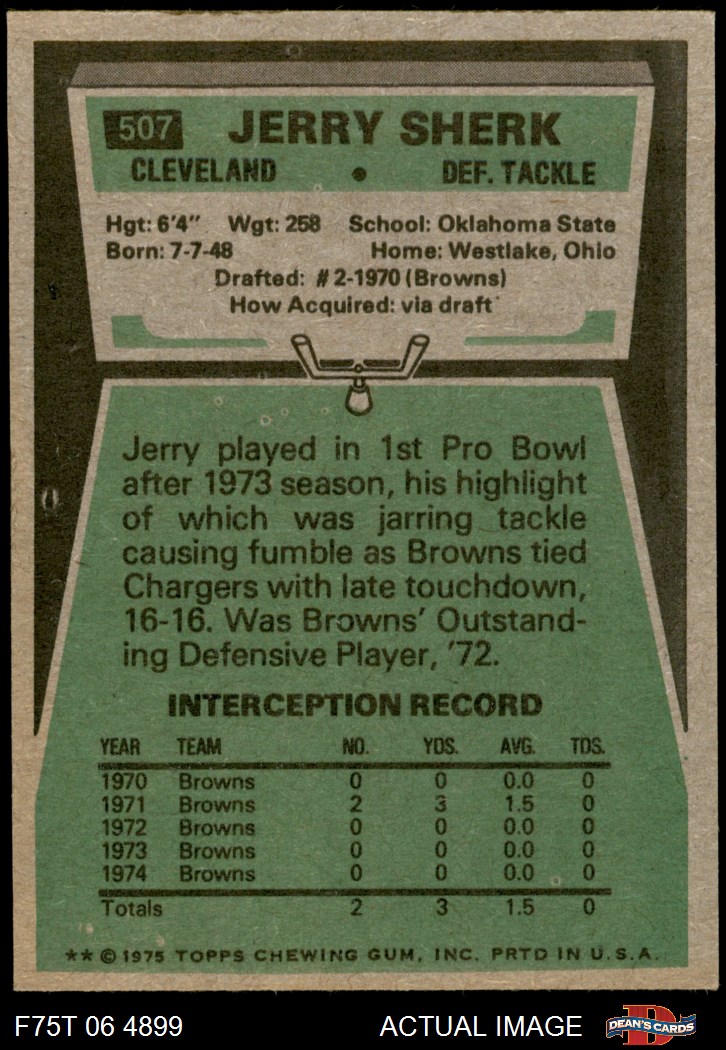 507 JERRY SHERK
CLEVELAND • DEF. TACKLE
Hgt: 6'4" Wgt: 258 School: Oklahoma State
Born: 7-7-48 Home: Westlake, Ohio
Drafted: #2-1970 (Browns)
How Acquired: via draft
Jerry played in 1st Pro Bowl
after 1973 season, his highlight
of which was jarring tackle
causing fumble as Browns tied
Chargers with late touchdown,
16-16. Was Browns' Outstand-
ing Defensive Player, '72.
INTERCEPTION RECORD
YEAR TEAM NO. YDS. AVG. TDS.
1970 Browns 0 0 0.0 0
1971 Browns 2 3 1.5 0
1972 Browns 0 0 0.0 0
1973 Browns 0 0 0.0 0
1974 Browns 0 0 0.0 0
Totals 2 3 1.5 0
** © 1975 TOPPS CHEWING GUM, INC. PRTD IN U.S.A.
F75T 06 4899 ACTUAL IMAGE D DEAN'S CARDS